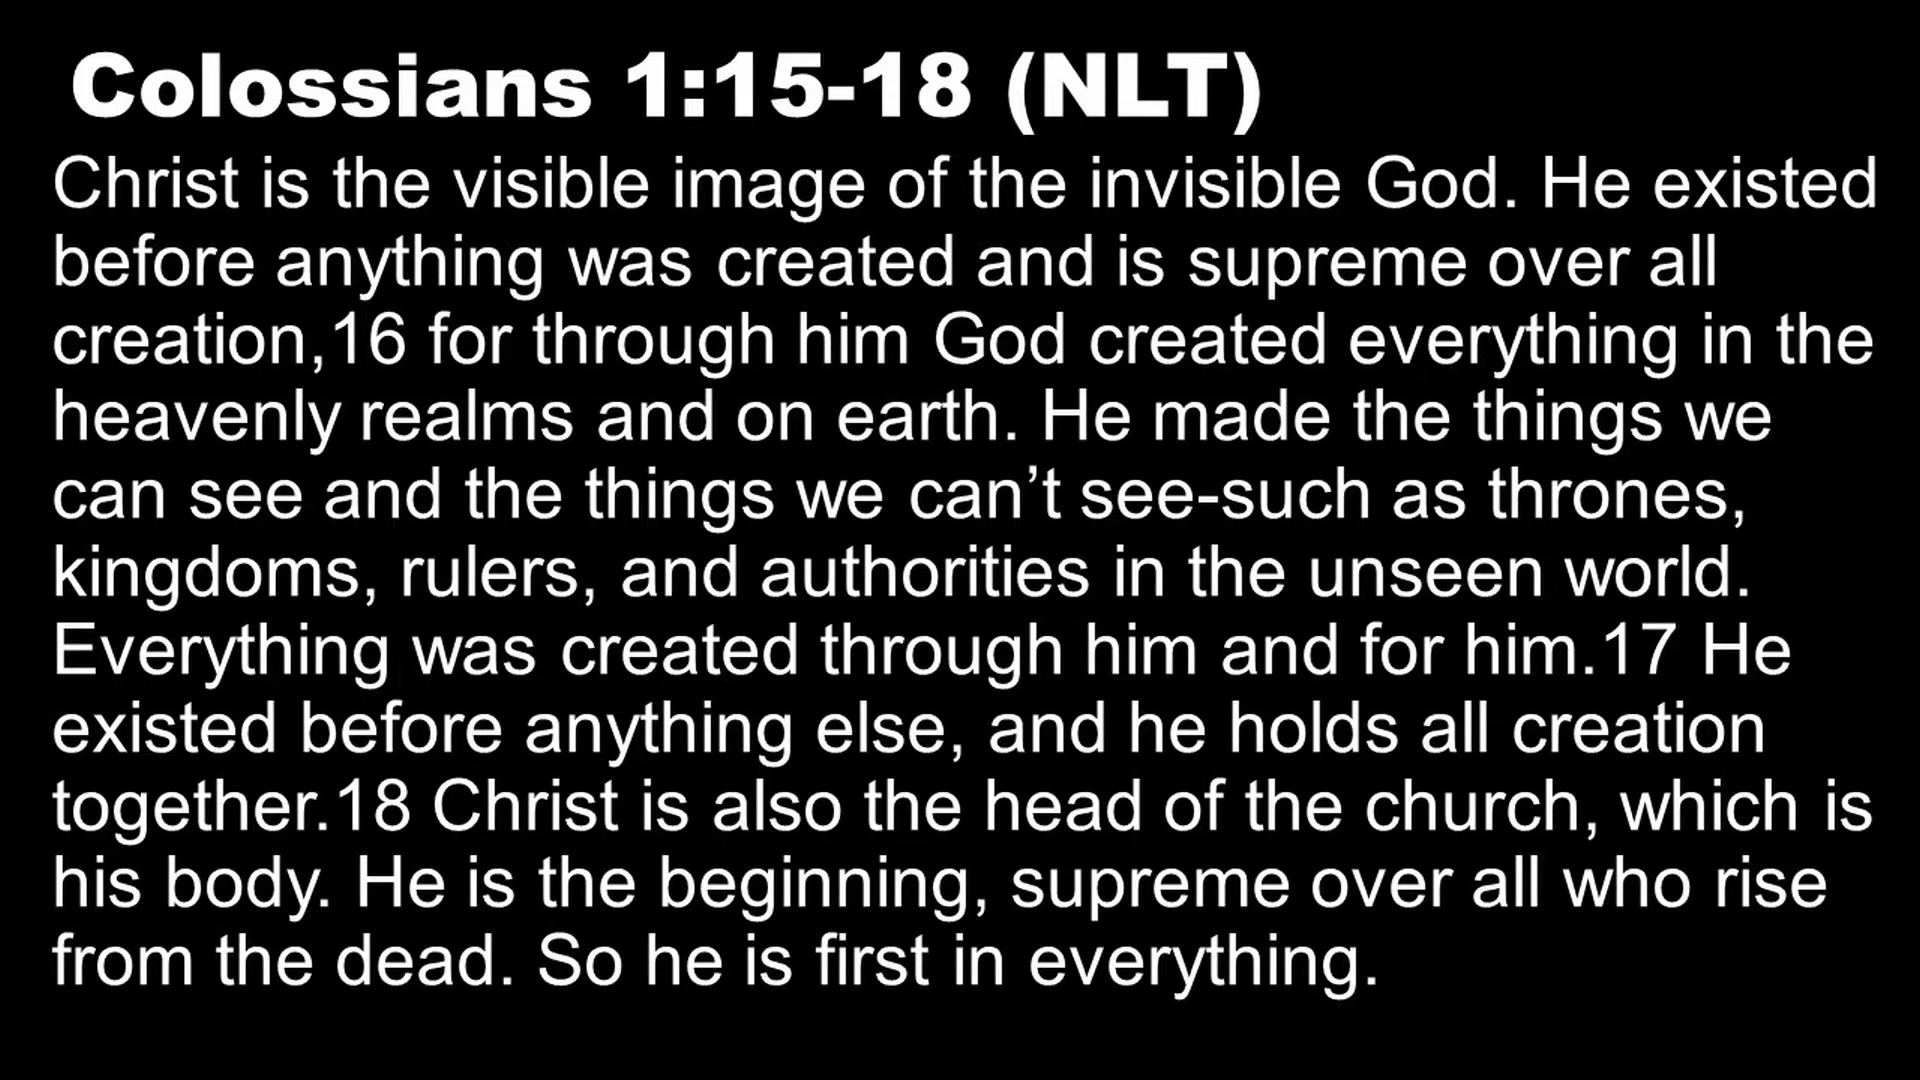 Colossians 1:15-18 (NLT)
Christ is the visible image of the invisible God. He existed
before anything was created and is supreme over all
creation,16 for through him God created everything in the
heavenly realms and on earth. He made the things we
can see and the things we can’t see-such as thrones,
kingdoms, rulers, and authorities in the unseen world.
Everything was created through him and for him.17 He
existed before anything else, and he holds all creation
together.18 Christ is also the head of the church, which is
his body. He is the beginning, supreme over all who rise
from the dead. So he is first in everything.